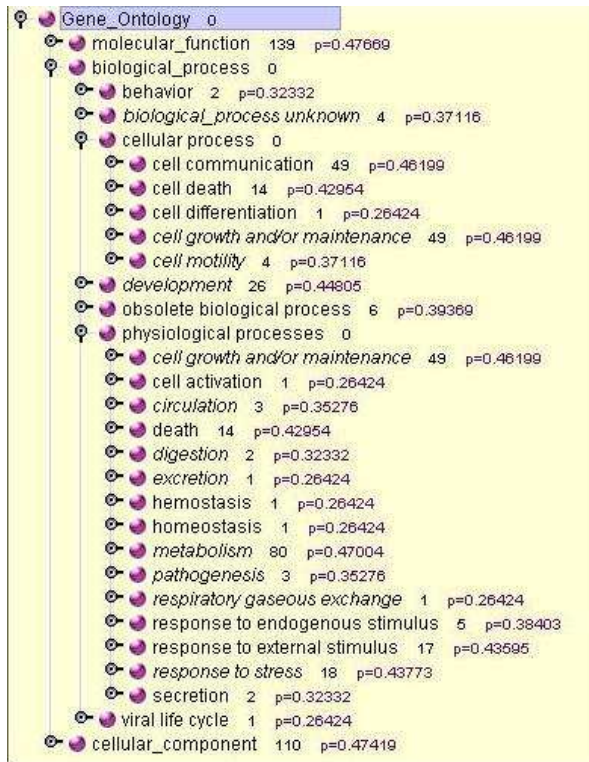 Gene_Ontology 0
molecular_function 139 p=0.47669
biological_process 0
behavior 2 p=0.32332
biological_process unknown 4 p=0.37116
cellular process 0
cell communication 49 p=0.46199
cell death 14 p=0.42954
cell differentiation 1 p=0.26424
cell growth and/or maintenance 49 p=0.46199
cell motility 4 p=0.37116
development 26 p=0.44805
obsolete biological process 6 p=0.39369
physiological processes 0
cell growth and/or maintenance 49 p=0.46199
cell activation 1 p=0.26424
circulation 3 p=0.35276
death 14 p=0.42954
digestion 2 p=0.32332
excretion 1 p=0.26424
hemostasis 1 p=0.26424
homeostasis 1 p=0.26424
metabolism 80 p=0.47004
pathogenesis 3 p=0.35276
respiratory gaseous exchange 1 p=0.26424
response to endogenous stimulus 5 p=0.38403
response to external stimulus 17 p=0.43595
response to stress 18 p=0.43773
secretion 2 p=0.32332
viral life cycle 1 p=0.26424
cellular_component 110 p=0.47419